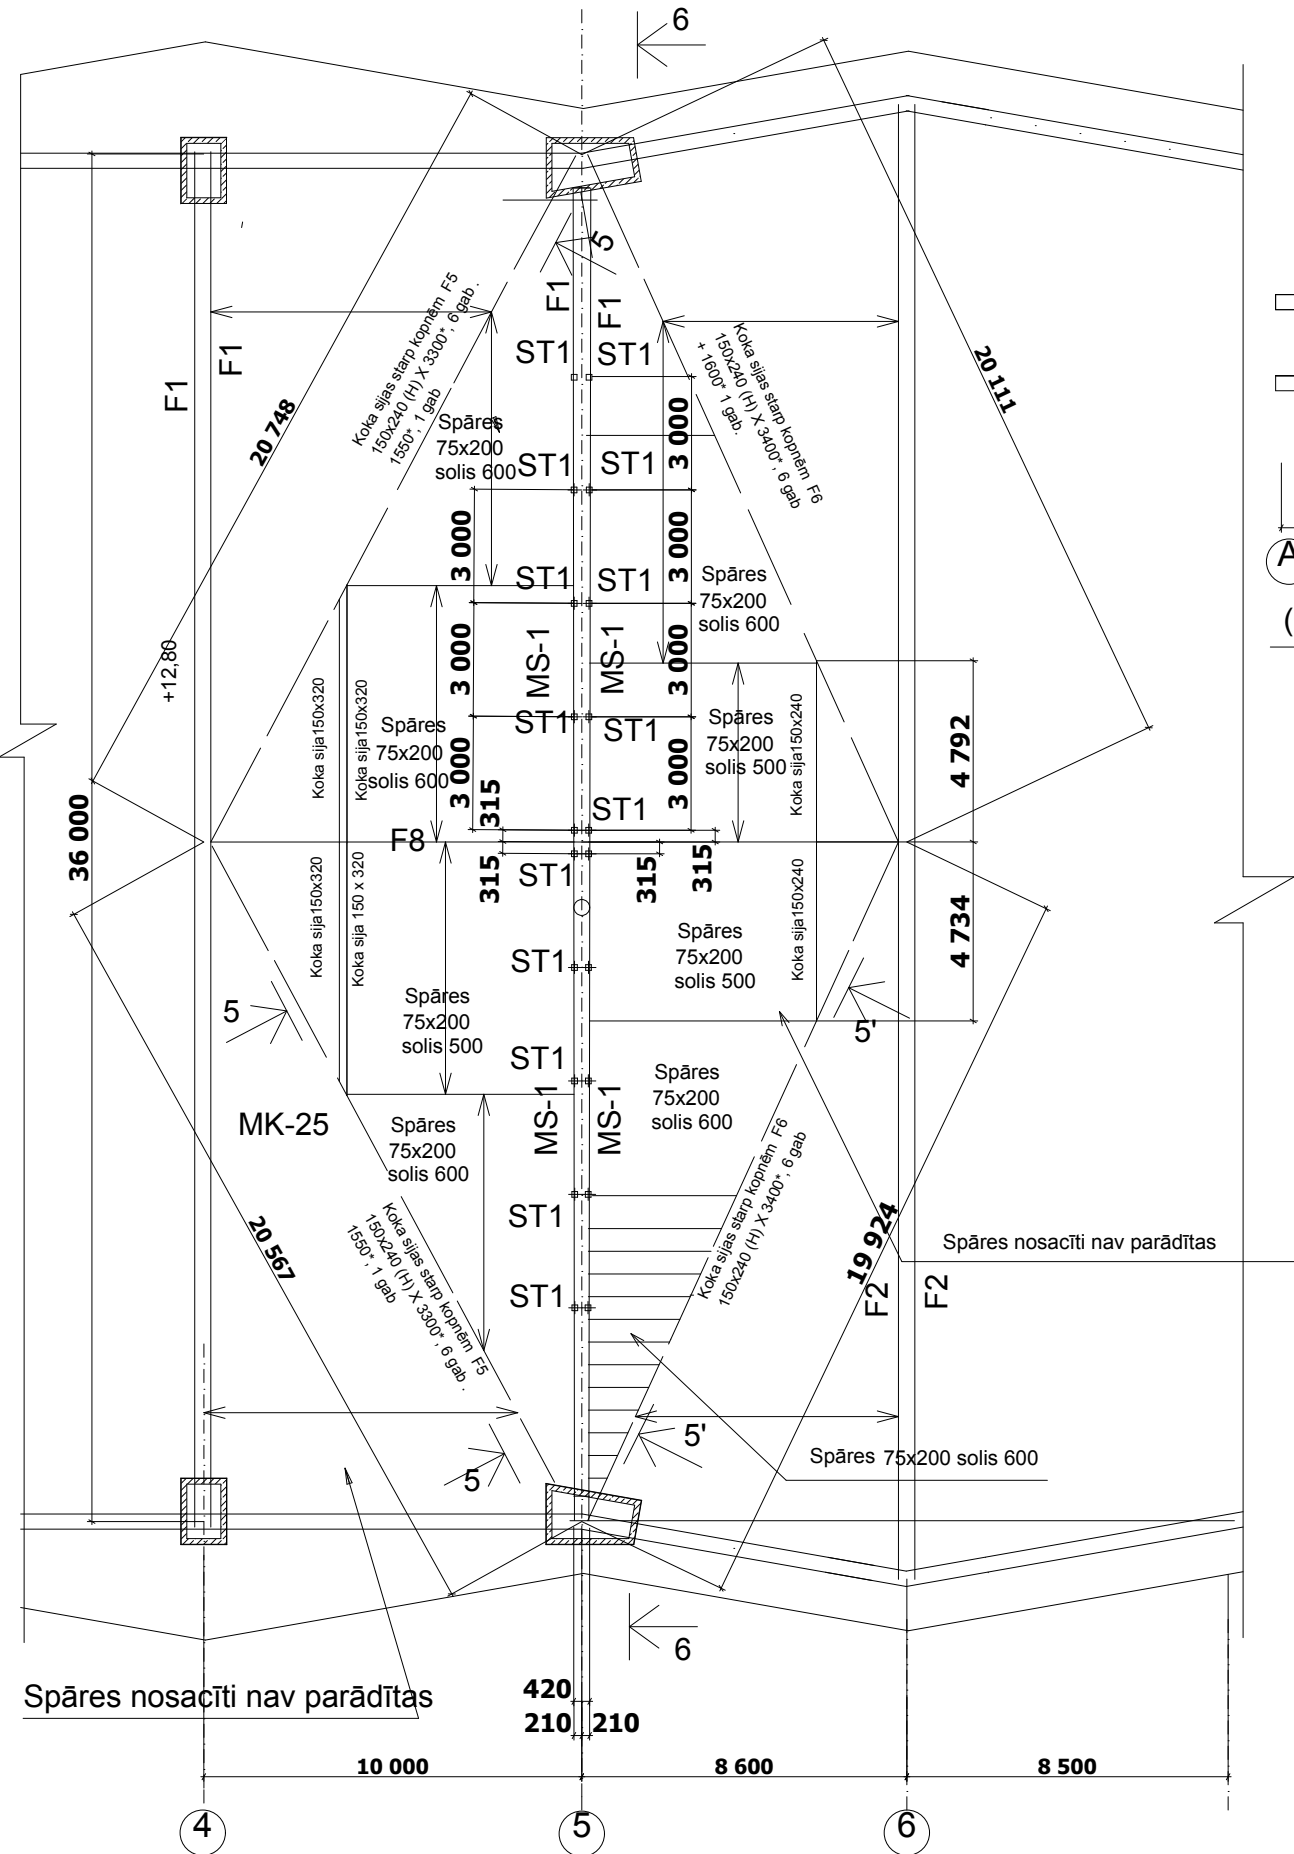 6
5
F1
F1
ST1
ST1
Koka sijas starp kopnēm F5
150x240 (H) X 3300*, 6 gab.
1550*, 1 gab
Koka sijas starp kopnēm F6
150x240 (H) X 3400*, 6 gab
+ 1600* 1 gab.
F1
F1
20 748
20 111
Spāres
75x200
solis 600
3 000
ST1
ST1
3 000
3 000
A
(
ST1
ST1
Spāres
75x200
solis 600
MS-1
MS-1
+12,80
3 000
3 000
Koka sija150x320
Koka sija150x320
Spāres
75x200
solis 600
ST1
ST1
Spāres
75x200
solis 500
Koka sija150x240
4 792
3 000
3 000
315
ST1
36 000
F8
315
ST1
315
315
Koka sija150x320
Koka sija 150 x 320
Spāres
75x200
solis 500
Koka sija150x240
4 734
ST1
5
Spāres
75x200
solis 500
5'
ST1
Spāres
75x200
solis 600
MK-25
MS-1
MS-1
Spāres
75x200
solis 600
Koka sijas starp kopnēm F6
150x240 (H) X 3400*, 6 gab
ST1
Koka sijas starp kopnēm F5
150x240 (H) X 3300*, 6 gab.
1550*, 1 gab
20 567
19 924
Spāres nosacīti nav parādītas
F2
F2
ST1
5'
Spāres 75x200 solis 600
5
6
Spāres nosacīti nav parādītas
420
210
210
10 000
8 600
8 500
4
5
6